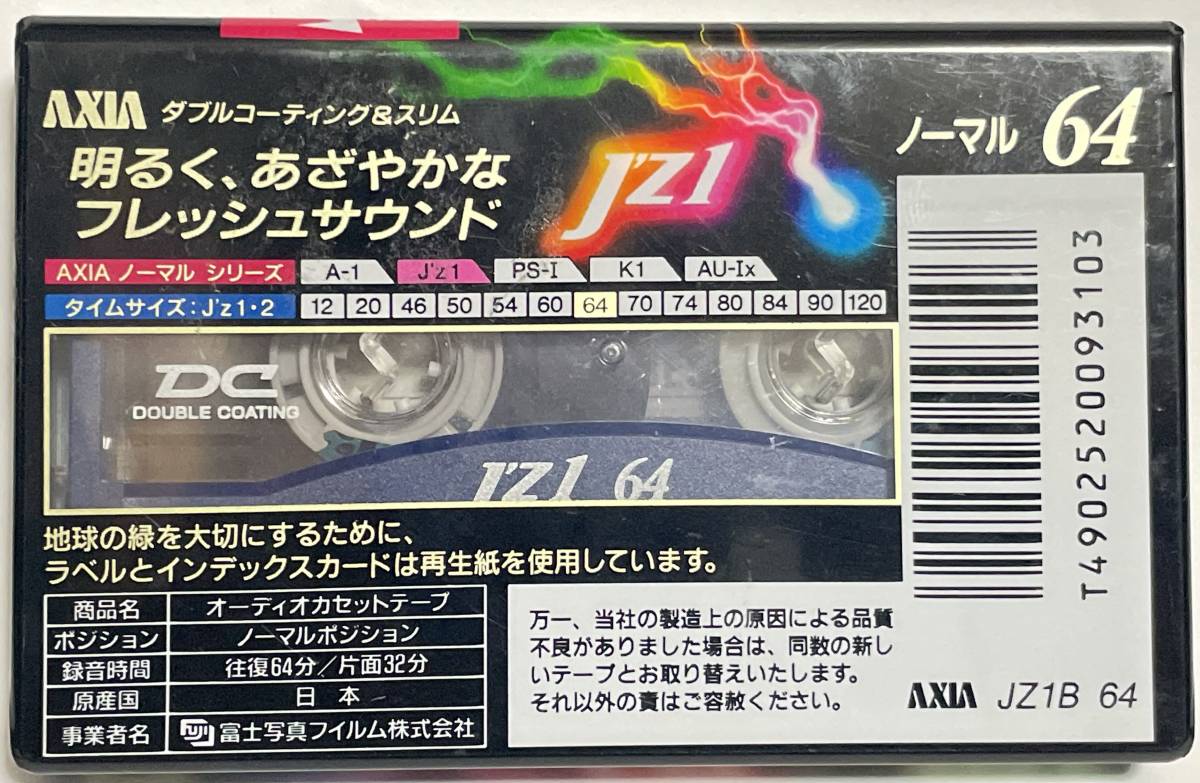 AXIA ダブルコーティング&スリム
明るく、あざやかな
フレッシュサウンド
J'z1
ノーマル 64
AXIA ノーマル シリーズ A-1 J'z1 PS-I K1 AU-Ix
タイムサイズ:J'z1・2 12 20 46 50 54 60 64 70 74 80 84 90 120
DC
DOUBLE COATING
J'z1 64
地球の緑を大切にするために、
ラベルとインデックスカードは再生紙を使用しています。
商品名 オーディオカセットテープ
ポジション ノーマルポジション
録音時間 往復64分/片面32分
原産国 日本
事業者名 FUJI 富士写真フイルム株式会社
万一、当社の製造上の原因による品質
不良がありました場合は、同数の新し
いテープとお取り替えいたします。
それ以外の責はご容赦ください。
T4902520093103
AXIA JZ1B 64